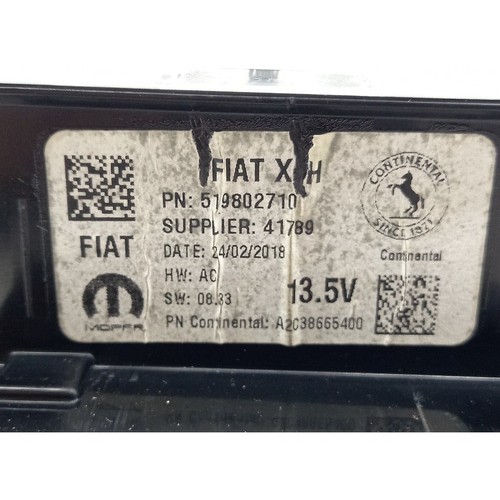 FIAT X H
PN: 519802710
SUPPLIER: 41789
DATE: 24/02/2018
HW: AC
SW: 08.33
13.5V
PN Continental: A2C38665400
FIAT
MOPAR
CONTINENTAL
SINCE 1871
Continental